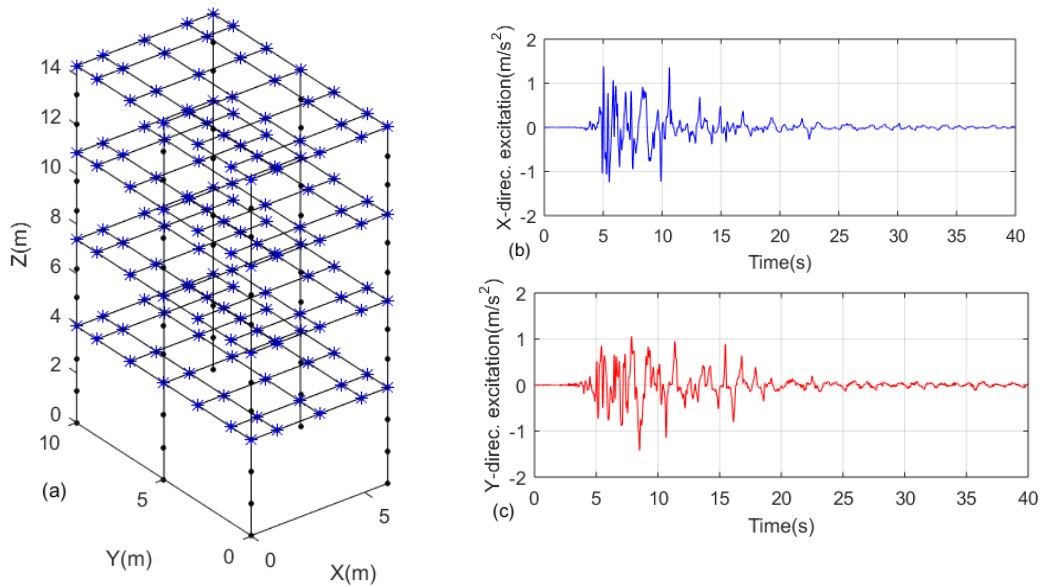 14
12
10
8
6
4
2
0
Z(m)
10
5
0
Y(m)
0
5
X(m)
(a)
2
1
0
-1
-2
X-direc. excitation(m/s²)
0 5 10 15 20 25 30 35 40
Time(s)
(b)
2
1
0
-1
-2
Y-direc. excitation(m/s²)
0 5 10 15 20 25 30 35 40
Time(s)
(c)